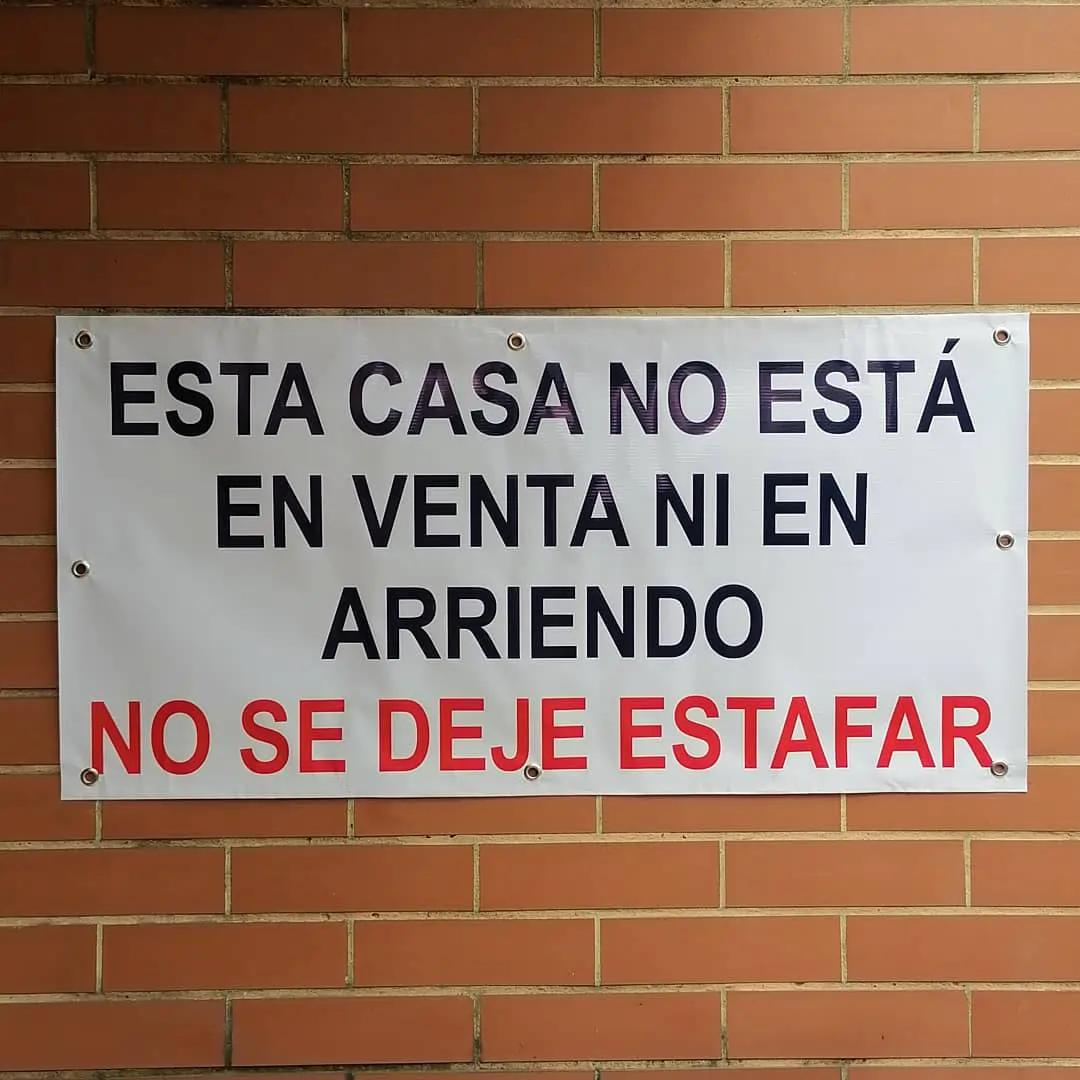 ESTA CASA NO ESTÁ
EN VENTA NI EN
ARRIENDO
NO SE DEJE ESTAFAR